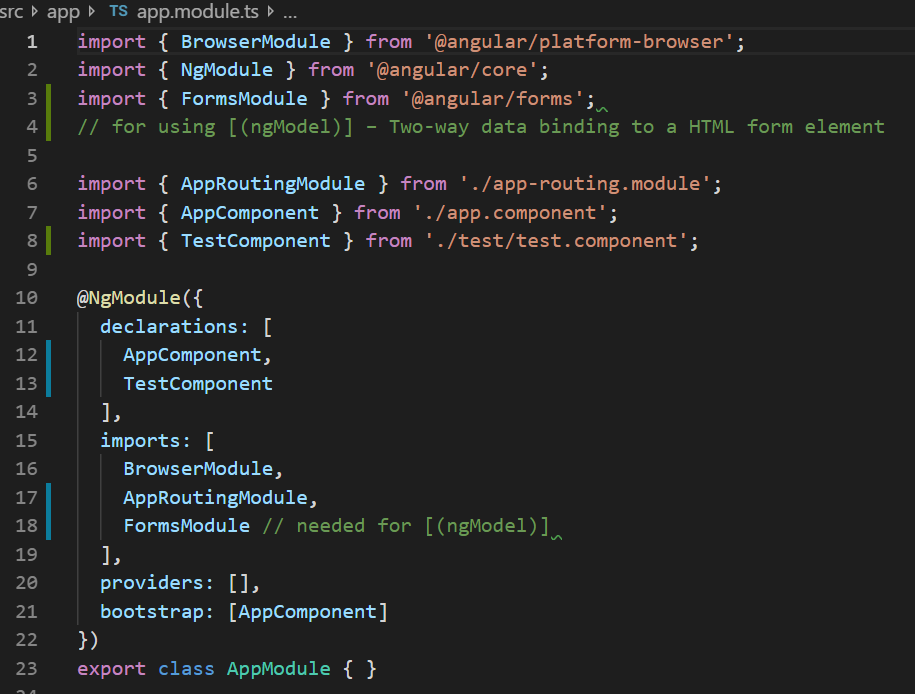 src > app > TS app.module.ts > ...
1 import { BrowserModule } from '@angular/platform-browser';
2 import { NgModule } from '@angular/core';
3 import { FormsModule } from '@angular/forms';
4 // for using [(ngModel)] – Two-way data binding to a HTML form element
5
6 import { AppRoutingModule } from './app-routing.module';
7 import { AppComponent } from './app.component';
8 import { TestComponent } from './test/test.component';
9
10 @NgModule({
11   declarations: [
12     AppComponent,
13     TestComponent
14   ],
15   imports: [
16     BrowserModule,
17     AppRoutingModule,
18     FormsModule // needed for [(ngModel)]
19   ],
20   providers: [],
21   bootstrap: [AppComponent]
22 })
23 export class AppModule { }
24